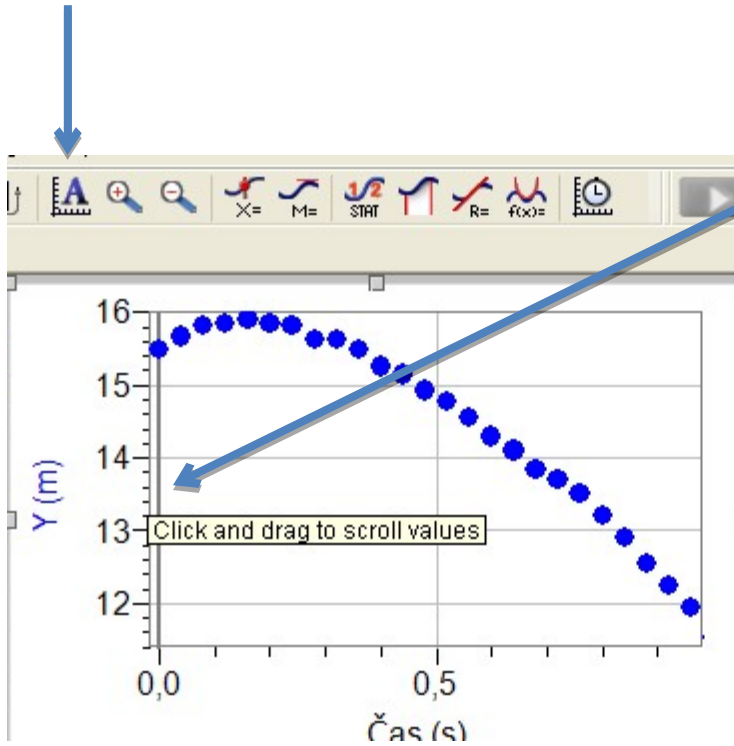 A
X= M= 1/2 STAT R= f(x)=
16
15
14
13
12
Y (m)
Click and drag to scroll values
0,0 0,5
Čas (s)